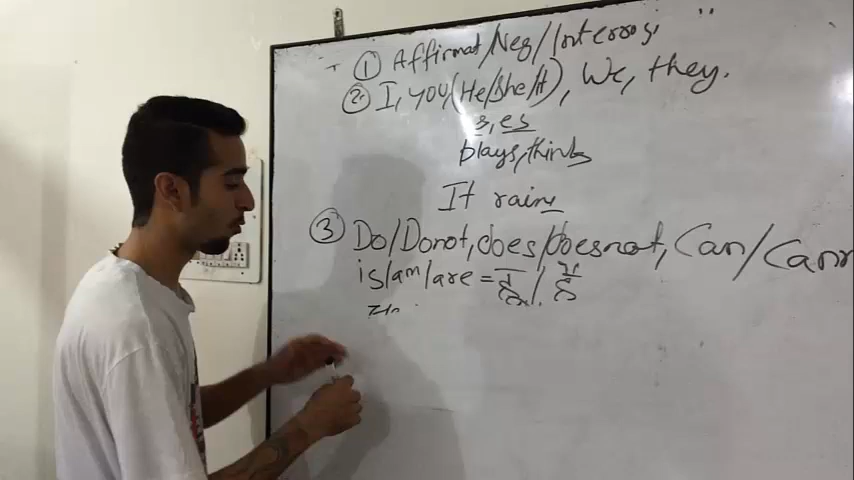 ① Affirmat/Neg/Interrog.
② I, you, (He/She/It), We, they.
s, es
plays, thinks
It rains
③ Do/Donot, does/doesnot, Can/Cann
is/am/are =